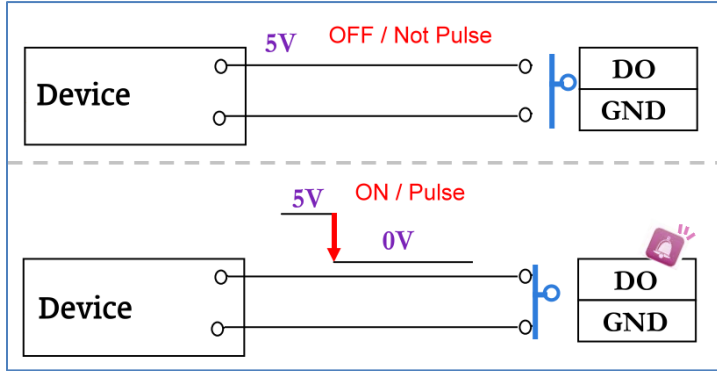 5V
OFF / Not Pulse
Device
DO
GND
5V
ON / Pulse
0V
Device
DO
GND